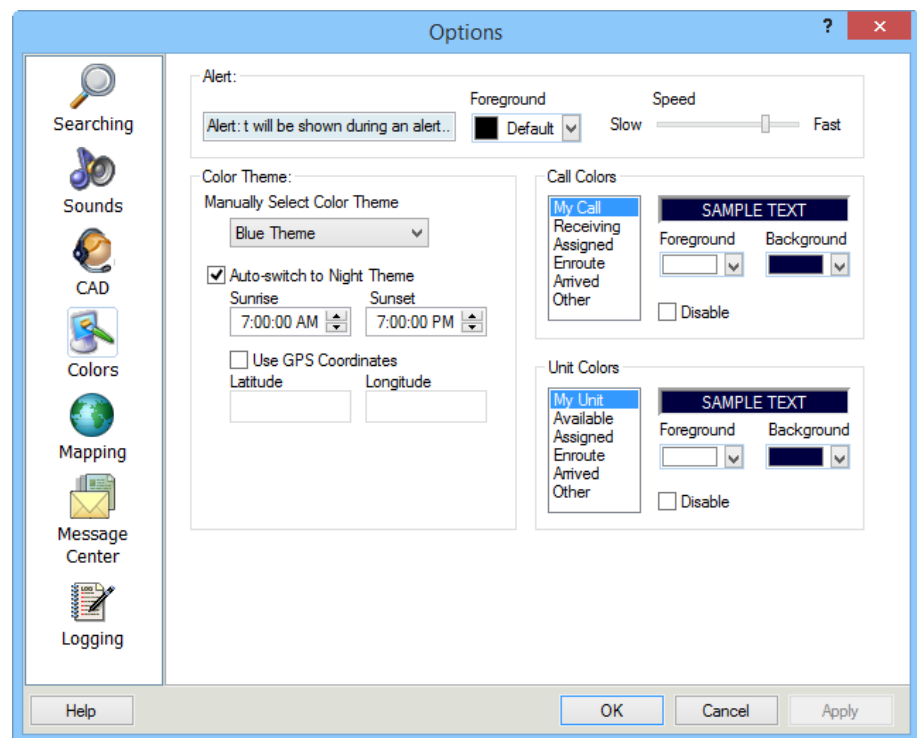 Options
?
Searching
Sounds
CAD
Colors
Mapping
Message
Center
LOG
Logging
Alert:
Alert: t will be shown during an alert..
Foreground
Default
Speed
Slow
Fast
Color Theme:
Manually Select Color Theme
Blue Theme
Auto-switch to Night Theme
Sunrise
Sunset
7:00:00 AM
7:00:00 PM
Use GPS Coordinates
Latitude
Longitude
Call Colors
My Call
Receiving
Assigned
Enroute
Arrived
Other
SAMPLE TEXT
Foreground
Background
Disable
Unit Colors
My Unit
Available
Assigned
Enroute
Arrived
Other
SAMPLE TEXT
Foreground
Background
Disable
Help
OK
Cancel
Apply